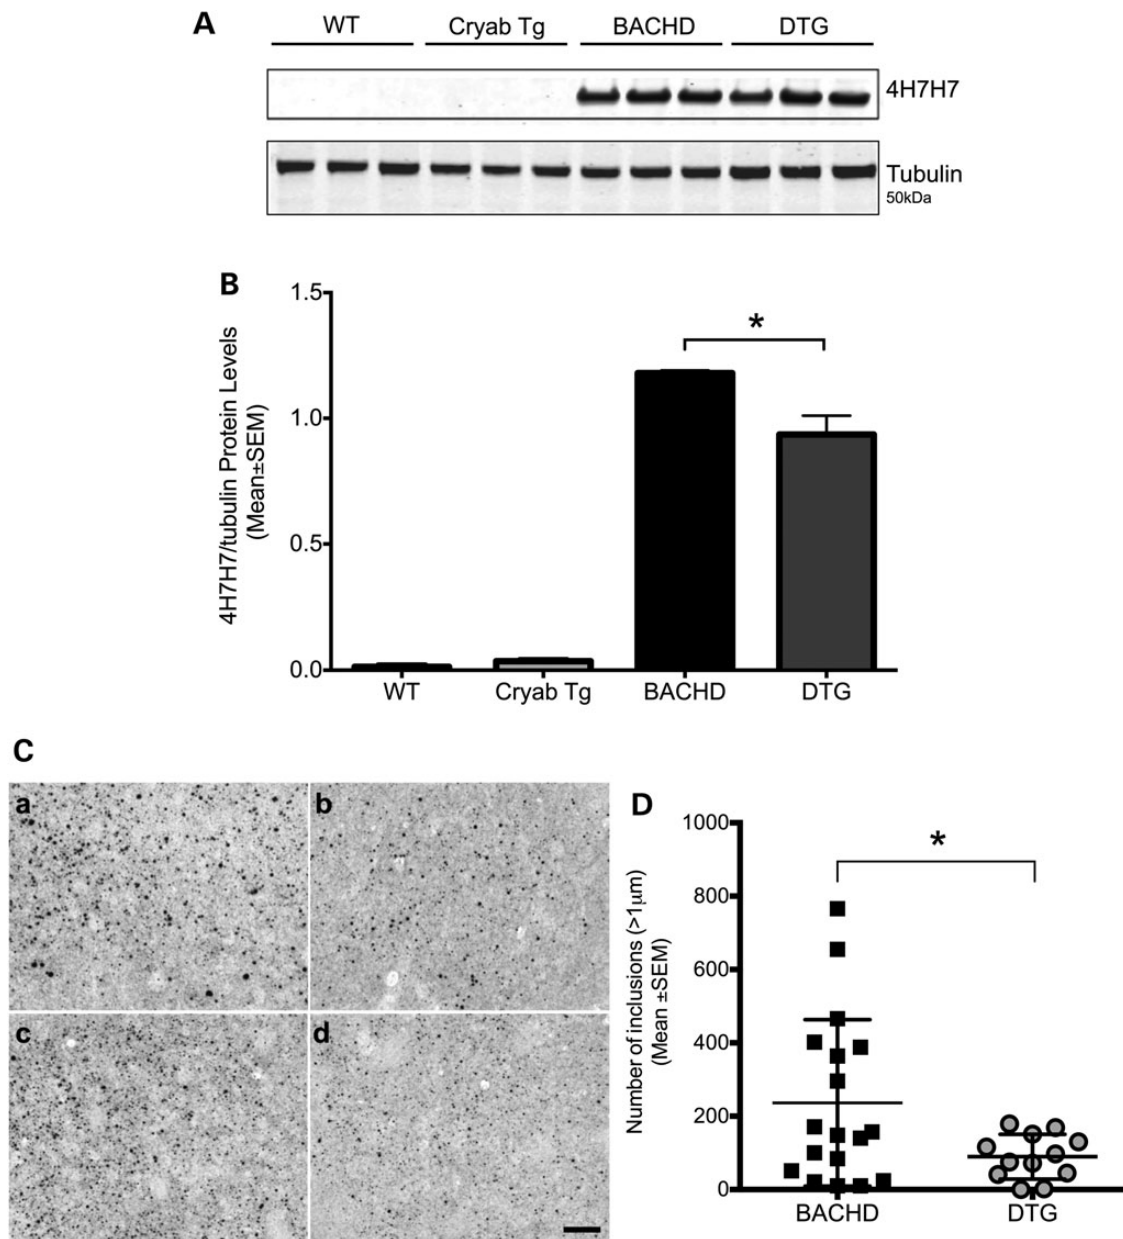 A
WT Cryab Tg BACHD DTG
4H7H7
Tubulin
50kDa
B
4H7H7/tubulin Protein Levels
(Mean±SEM)
1.5
1.0
0.5
0.0
*
WT Cryab Tg BACHD DTG
C
a b
c d
D
Number of inclusions (>1μm)
(Mean ±SEM)
1000
800
600
400
200
0
*
BACHD DTG